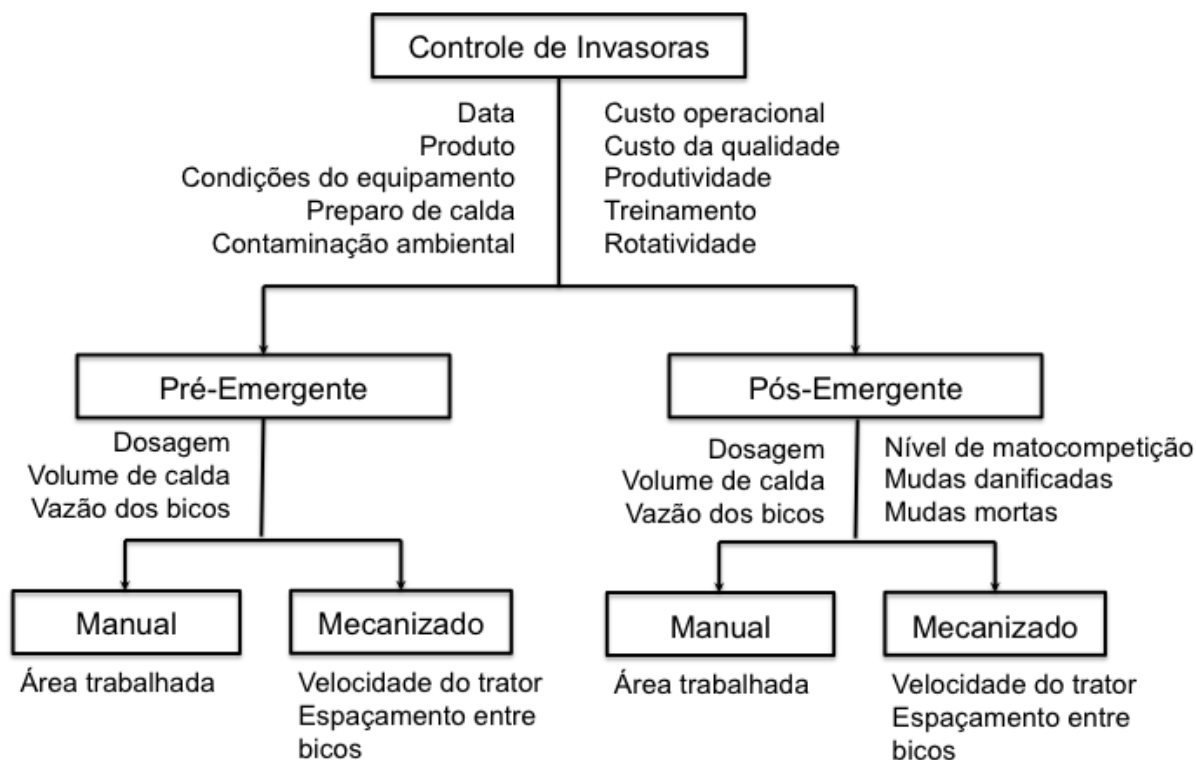 Controle de Invasoras
Data
Produto
Condições do equipamento
Preparo de calda
Contaminação ambiental
Custo operacional
Custo da qualidade
Produtividade
Treinamento
Rotatividade
Pré-Emergente
Dosagem
Volume de calda
Vazão dos bicos
Manual
Área trabalhada
Mecanizado
Velocidade do trator
Espaçamento entre
bicos
Pós-Emergente
Dosagem
Volume de calda
Vazão dos bicos
Nível de matocompetição
Mudas danificadas
Mudas mortas
Manual
Área trabalhada
Mecanizado
Velocidade do trator
Espaçamento entre
bicos